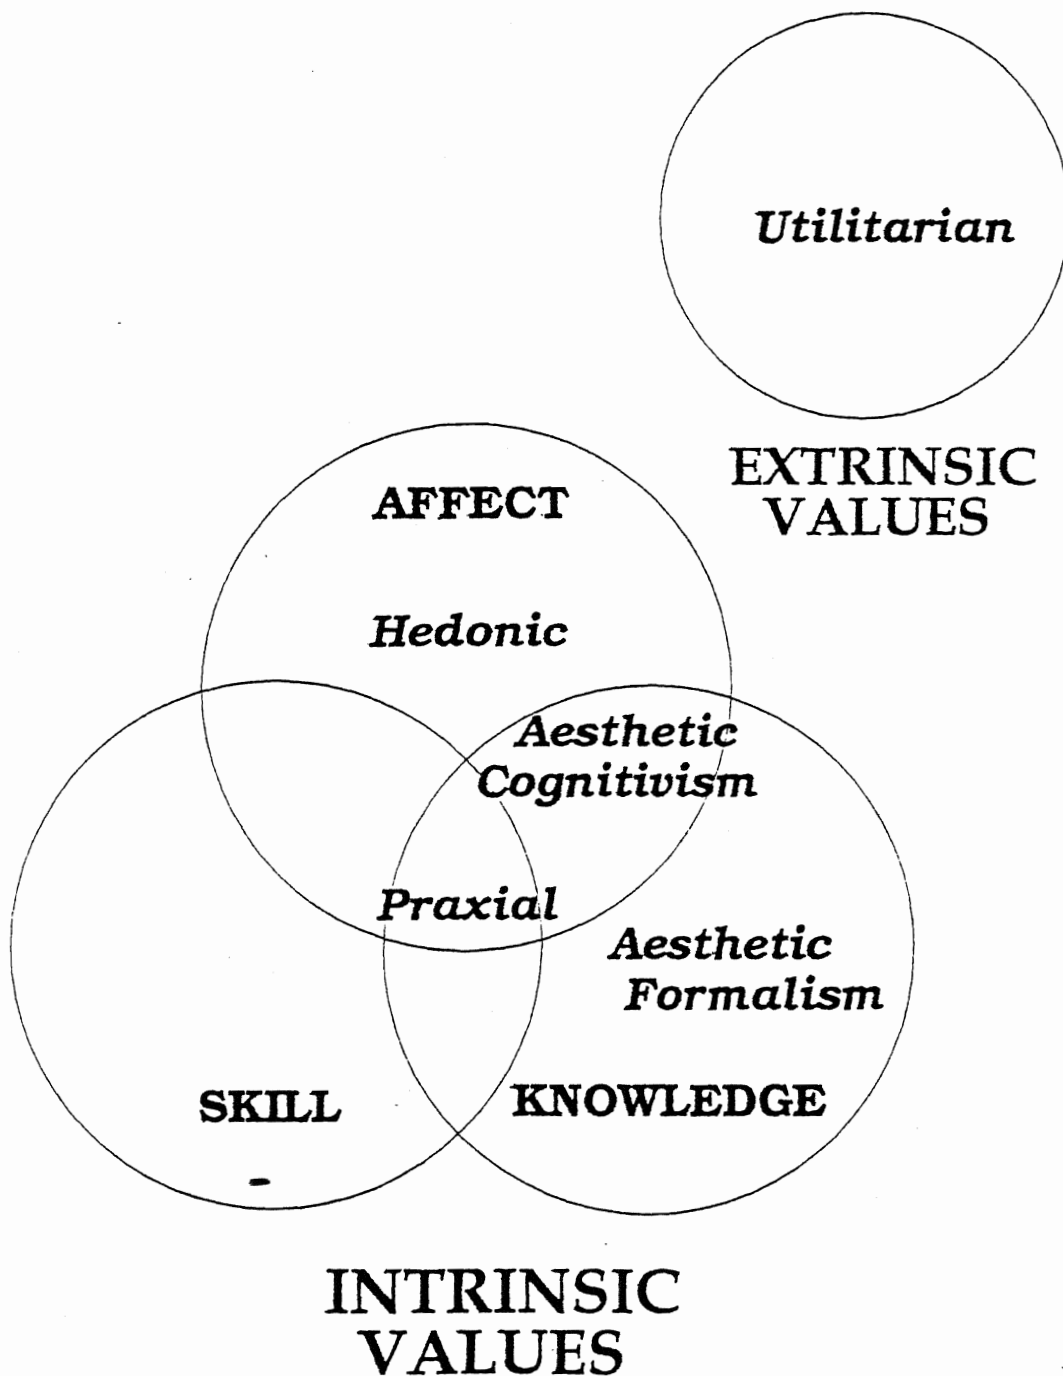 Utilitarian
EXTRINSIC
VALUES
AFFECT
Hedonic
Aesthetic
Cognitivism
Praxial
Aesthetic
Formalism
SKILL
KNOWLEDGE
INTRINSIC
VALUES